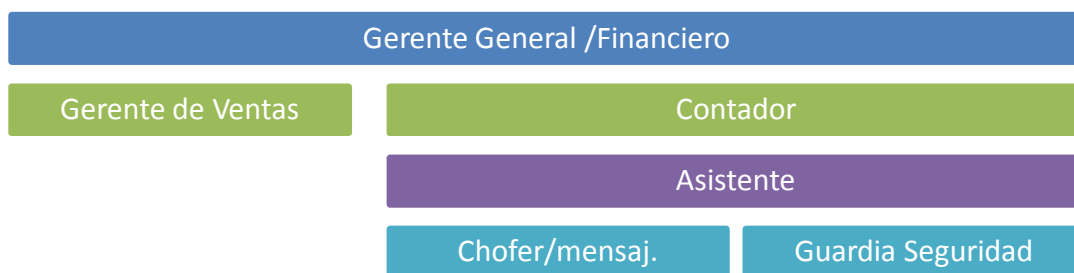 Gerente General /Financiero
Gerente de Ventas
Contador
Asistente
Chofer/mensaj.
Guardia Seguridad